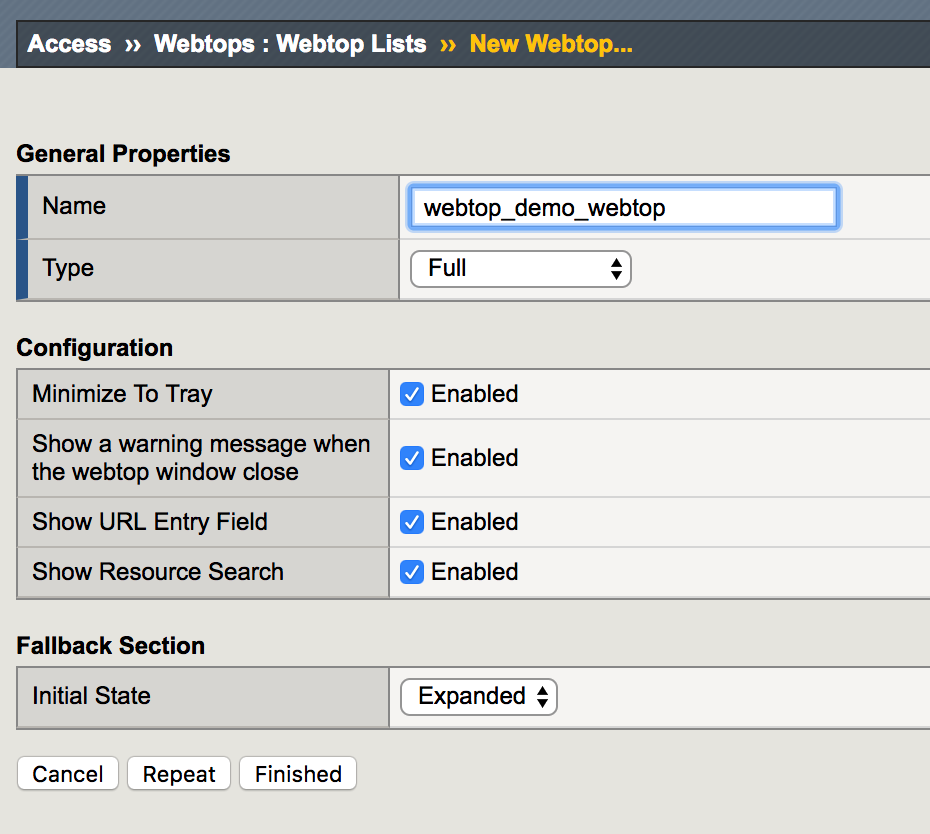 Access ›› Webtops : Webtop Lists ›› New Webtop...
General Properties
Name webtop_demo_webtop
Type Full
Configuration
Minimize To Tray Enabled
Show a warning message when
the webtop window close Enabled
Show URL Entry Field Enabled
Show Resource Search Enabled
Fallback Section
Initial State Expanded
Cancel Repeat Finished